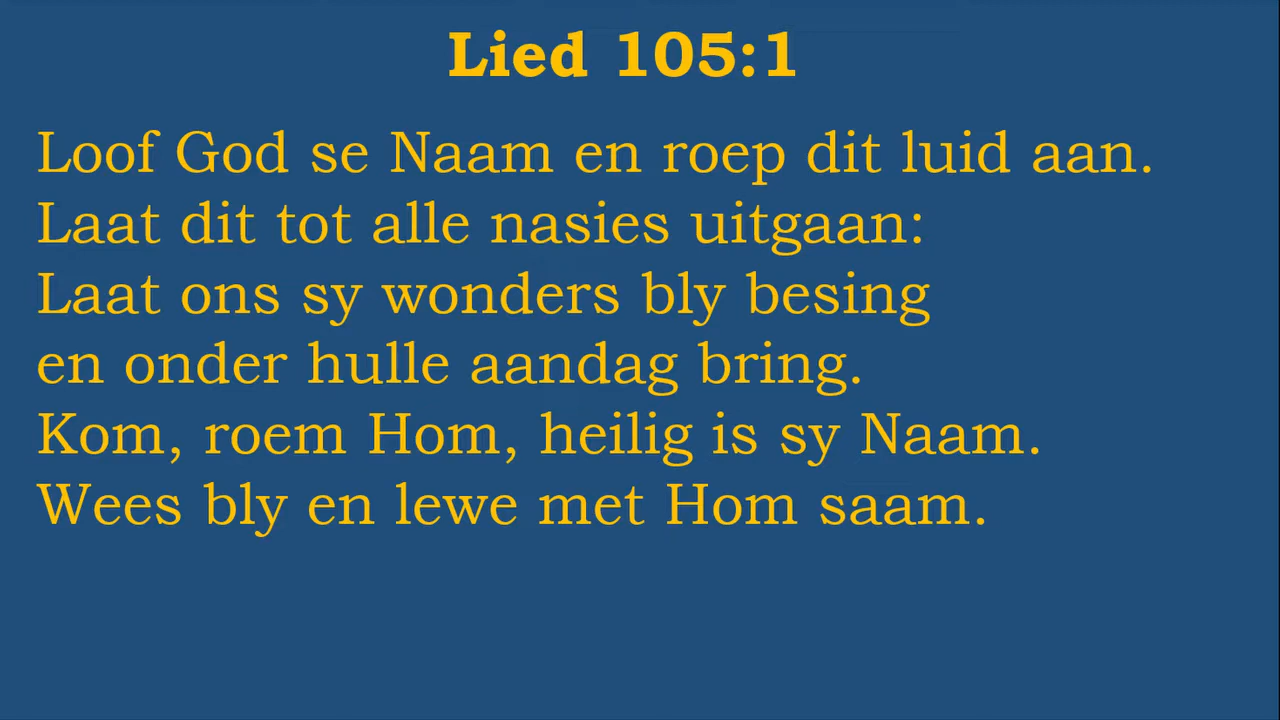 Lied 105:1
Loof God se Naam en roep dit luid aan.
Laat dit tot alle nasies uitgaan:
Laat ons sy wonders bly besing
en onder hulle aandag bring.
Kom, roem Hom, heilig is sy Naam.
Wees bly en lewe met Hom saam.